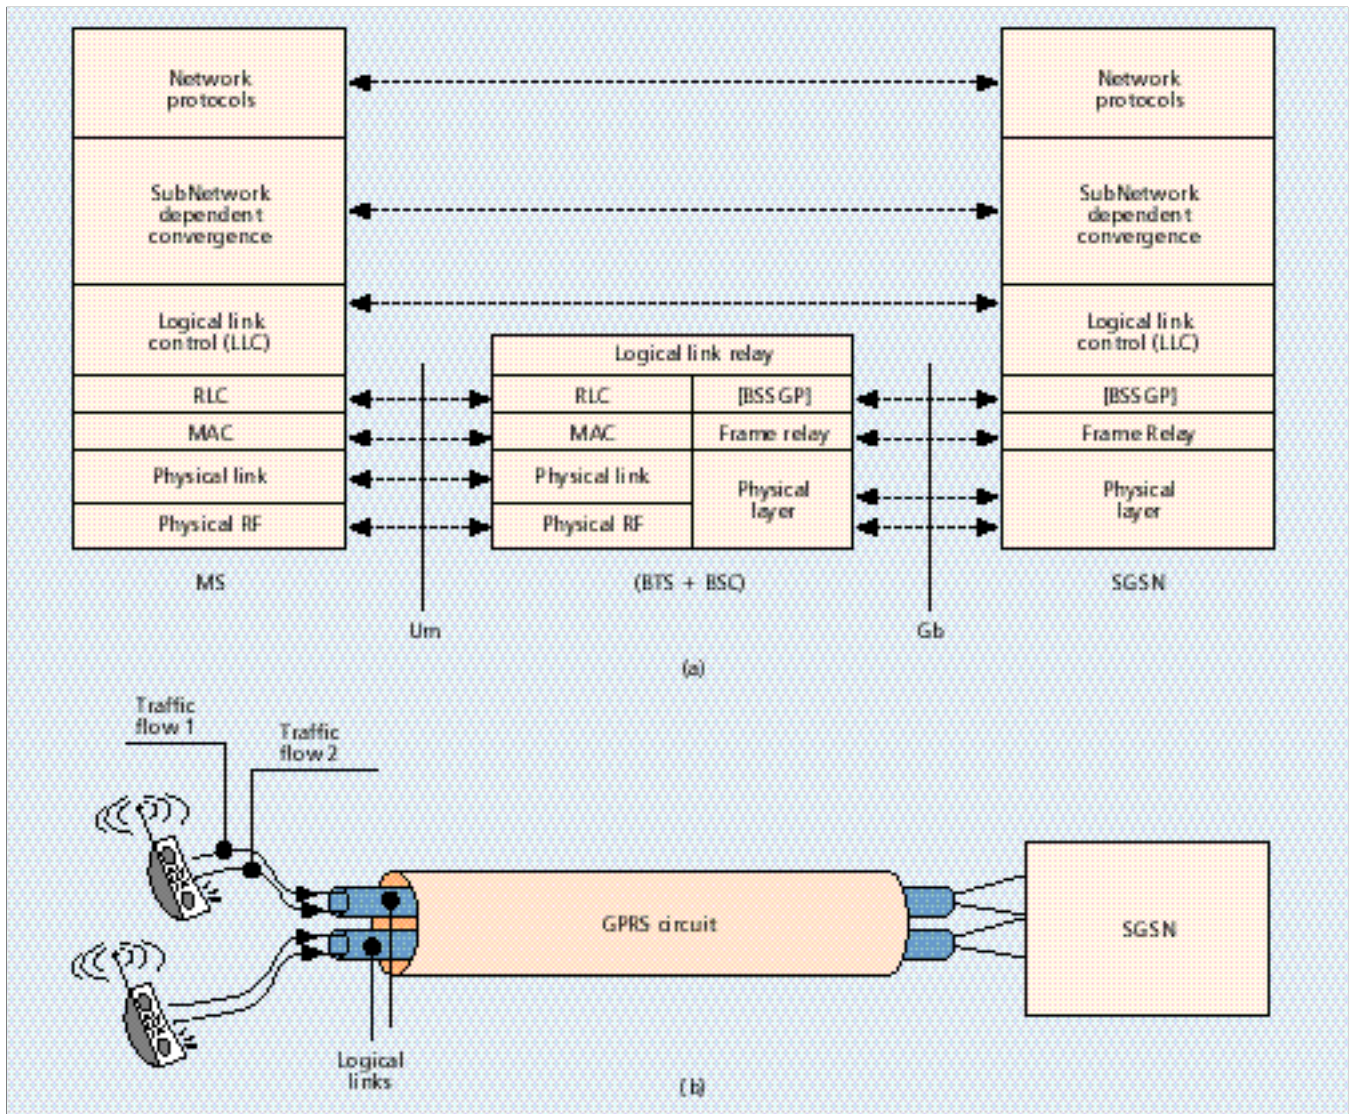 Network
protocols
SubNetwork
dependent
convergence
Logical link
control (LLC)
RLC
MAC
Physical link
Physical RF
MS
Logical link relay
RLC
[BSSGP]
MAC
Frame relay
Physical link
Physical
layer
Physical RF
(BTS + BSC)
Network
protocols
SubNetwork
dependent
convergence
Logical link
control (LLC)
[BSSGP]
Frame Relay
Physical
layer
SGSN
Um
Gb
(a)
Traffic
flow 1
Traffic
flow 2
GPRS circuit
SGSN
Logical
links
(b)